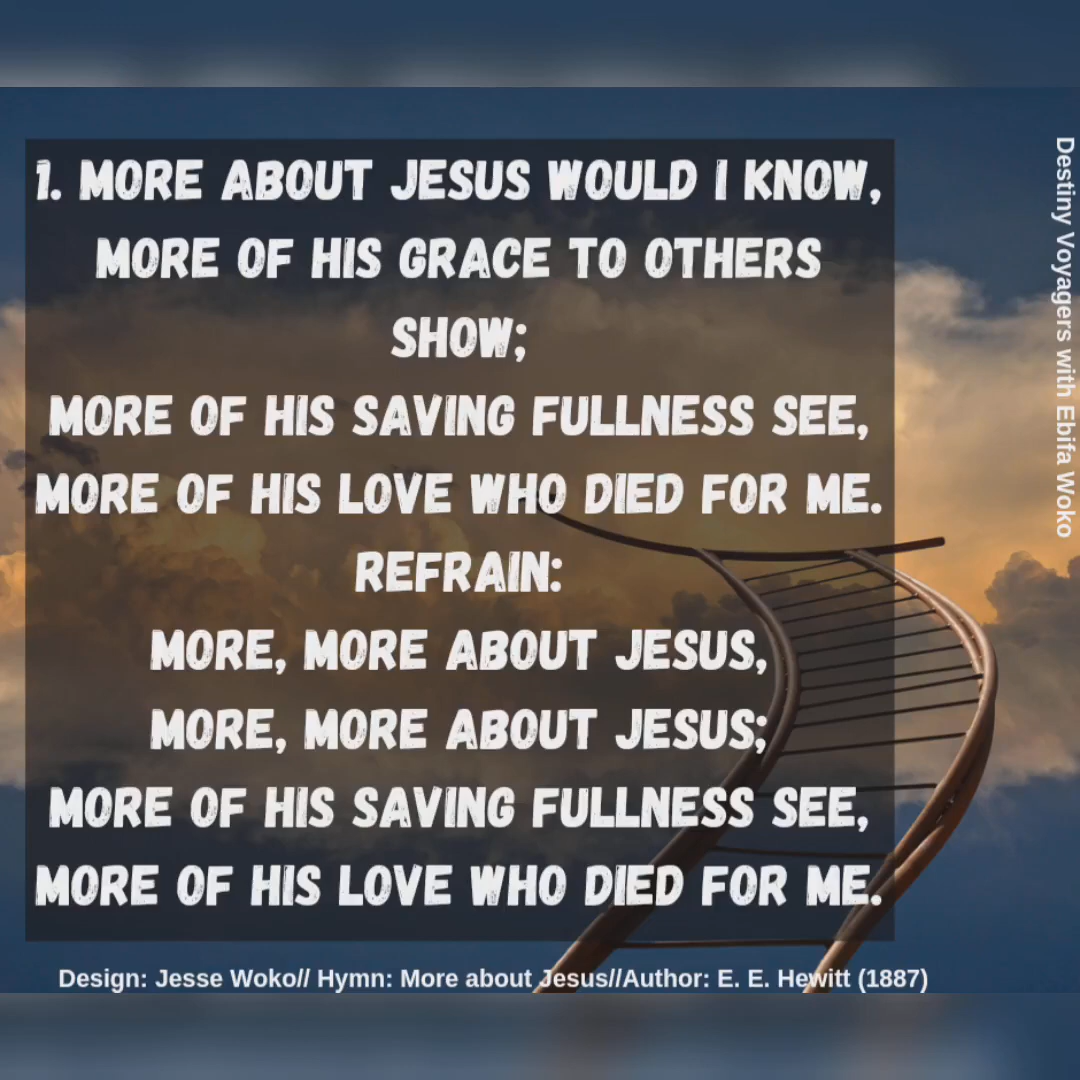 1. MORE ABOUT JESUS WOULD I KNOW,
MORE OF HIS GRACE TO OTHERS
SHOW;
MORE OF HIS SAVING FULLNESS SEE,
MORE OF HIS LOVE WHO DIED FOR ME.
REFRAIN:
MORE, MORE ABOUT JESUS,
MORE, MORE ABOUT JESUS;
MORE OF HIS SAVING FULLNESS SEE,
MORE OF HIS LOVE WHO DIED FOR ME.
Design: Jesse Woko// Hymn: More about Jesus//Author: E. E. Hewitt (1887)
Destiny Voyagers with Ebifa Woko